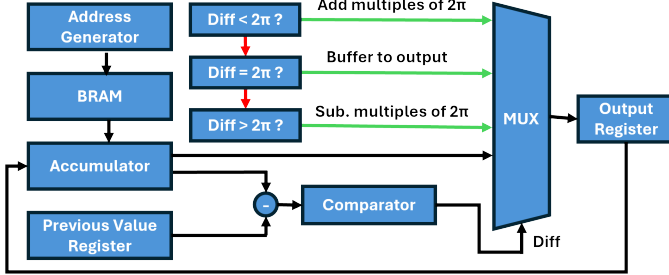 Address
Generator
BRAM
Accumulator
Previous Value
Register
Diff < 2π ?
Diff = 2π ?
Diff > 2π ?
Add multiples of 2π
Buffer to output
Sub. multiples of 2π
-
Comparator
MUX
Diff
Output
Register